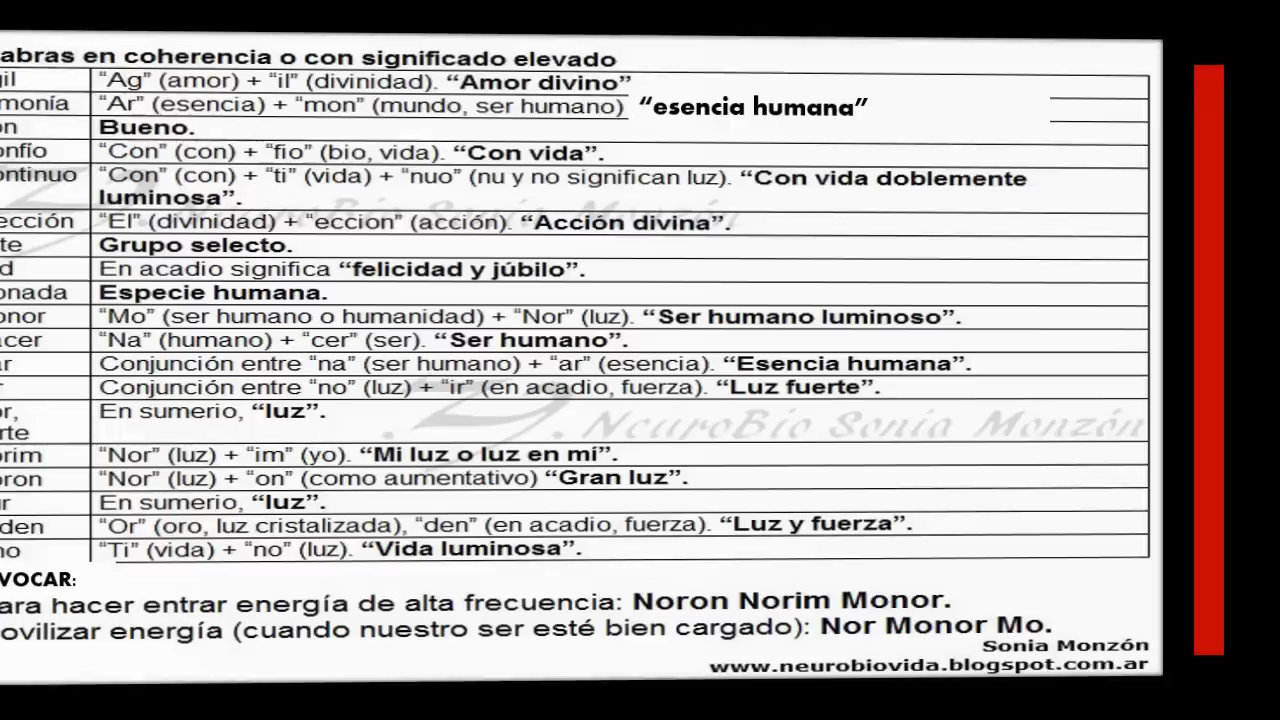 abras en coherencia o con significado elevado
gil “Ag” (amor) + “il” (divinidad). “Amor divino”
monía “Ar” (esencia) + “mon” (mundo, ser humano) “esencia humana”
on Bueno.
onfío “Con” (con) + “fio” (bio, vida). “Con vida”.
ontinuo “Con” (con) + “ti” (vida) + “nuo” (nu y no significan luz). “Con vida doblemente
luminosa”.
ección “El” (divinidad) + “eccion” (acción). “Acción divina”.
te Grupo selecto.
d En acadio significa “felicidad y júbilo”.
onada Especie humana.
onor “Mo” (ser humano o humanidad) + “Nor” (luz). “Ser humano luminoso”.
acer “Na” (humano) + “cer” (ser). “Ser humano”.
ar Conjunción entre “na” (ser humano) + “ar” (esencia). “Esencia humana”.
r Conjunción entre “no” (luz) + “ir” (en acadio, fuerza). “Luz fuerte”.
or, En sumerio, “luz”.
rte
orim “Nor” (luz) + “im” (yo). “Mi luz o luz en mí”.
oron “Nor” (luz) + “on” (como aumentativo) “Gran luz”.
ur En sumerio, “luz”.
den “Or” (oro, luz cristalizada), “den” (en acadio, fuerza). “Luz y fuerza”.
no “Ti” (vida) + “no” (luz). “Vida luminosa”.
VOCAR:
ara hacer entrar energía de alta frecuencia: Noron Norim Monor.
ovilizar energía (cuando nuestro ser esté bien cargado): Nor Monor Mo.
Sonia Monzón
www.neurobiovida.blogspot.com.ar
NeuroBio Sonia Monzón
NeuroBio Sonia Monzón